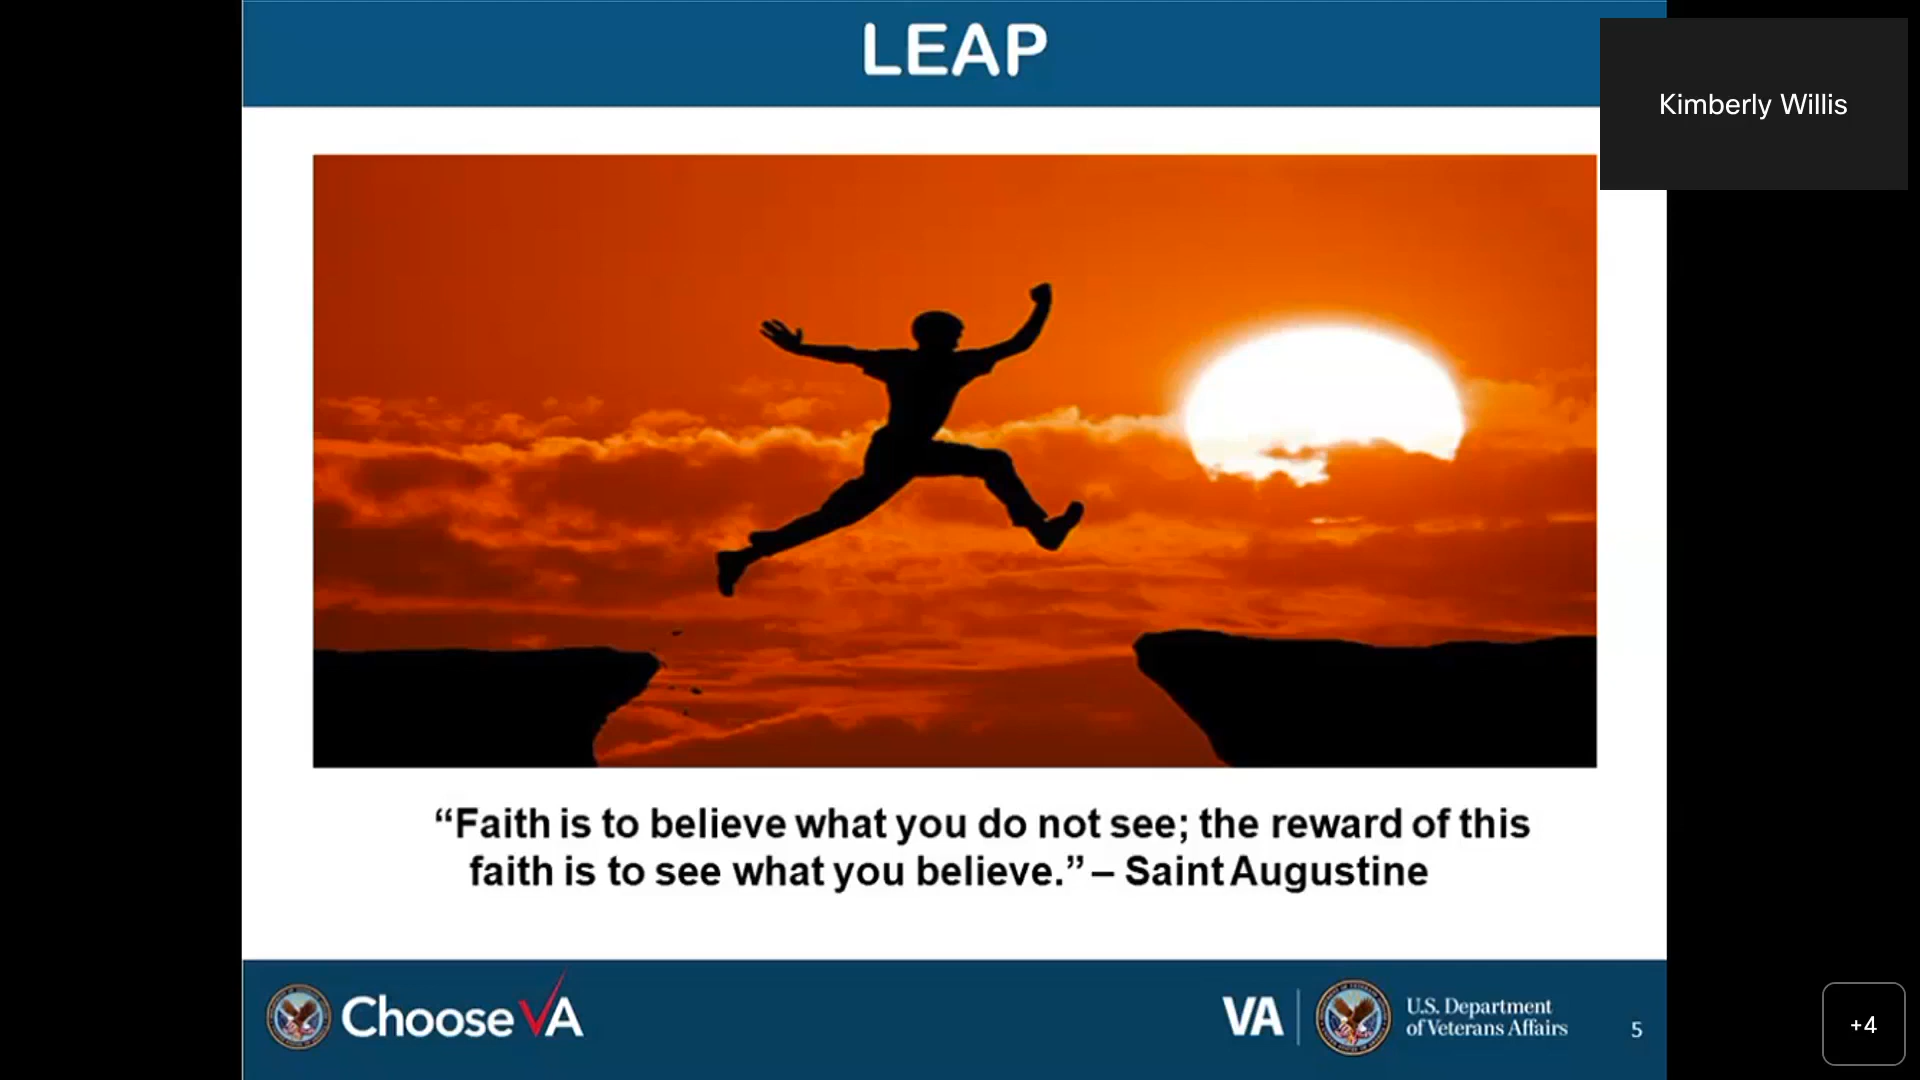 LEAP
Kimberly Willis
“Faith is to believe what you do not see; the reward of this
faith is to see what you believe.” – Saint Augustine
Choose VA
VA
U.S. Department
of Veterans Affairs
5
+4